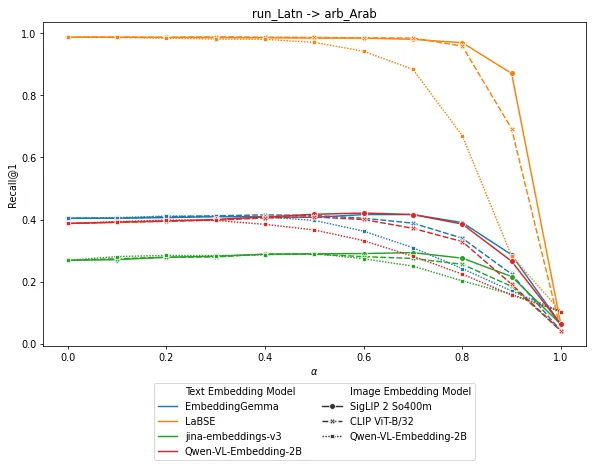 run_Latn -> arb_Arab
Recall@1
1.0
0.8
0.6
0.4
0.2
0.0
0.0 0.2 0.4 0.6 0.8 1.0
α
Text Embedding Model Image Embedding Model
EmbeddingGemma SigLIP 2 So400m
LaBSE CLIP ViT-B/32
jina-embeddings-v3 Qwen-VL-Embedding-2B
Qwen-VL-Embedding-2B